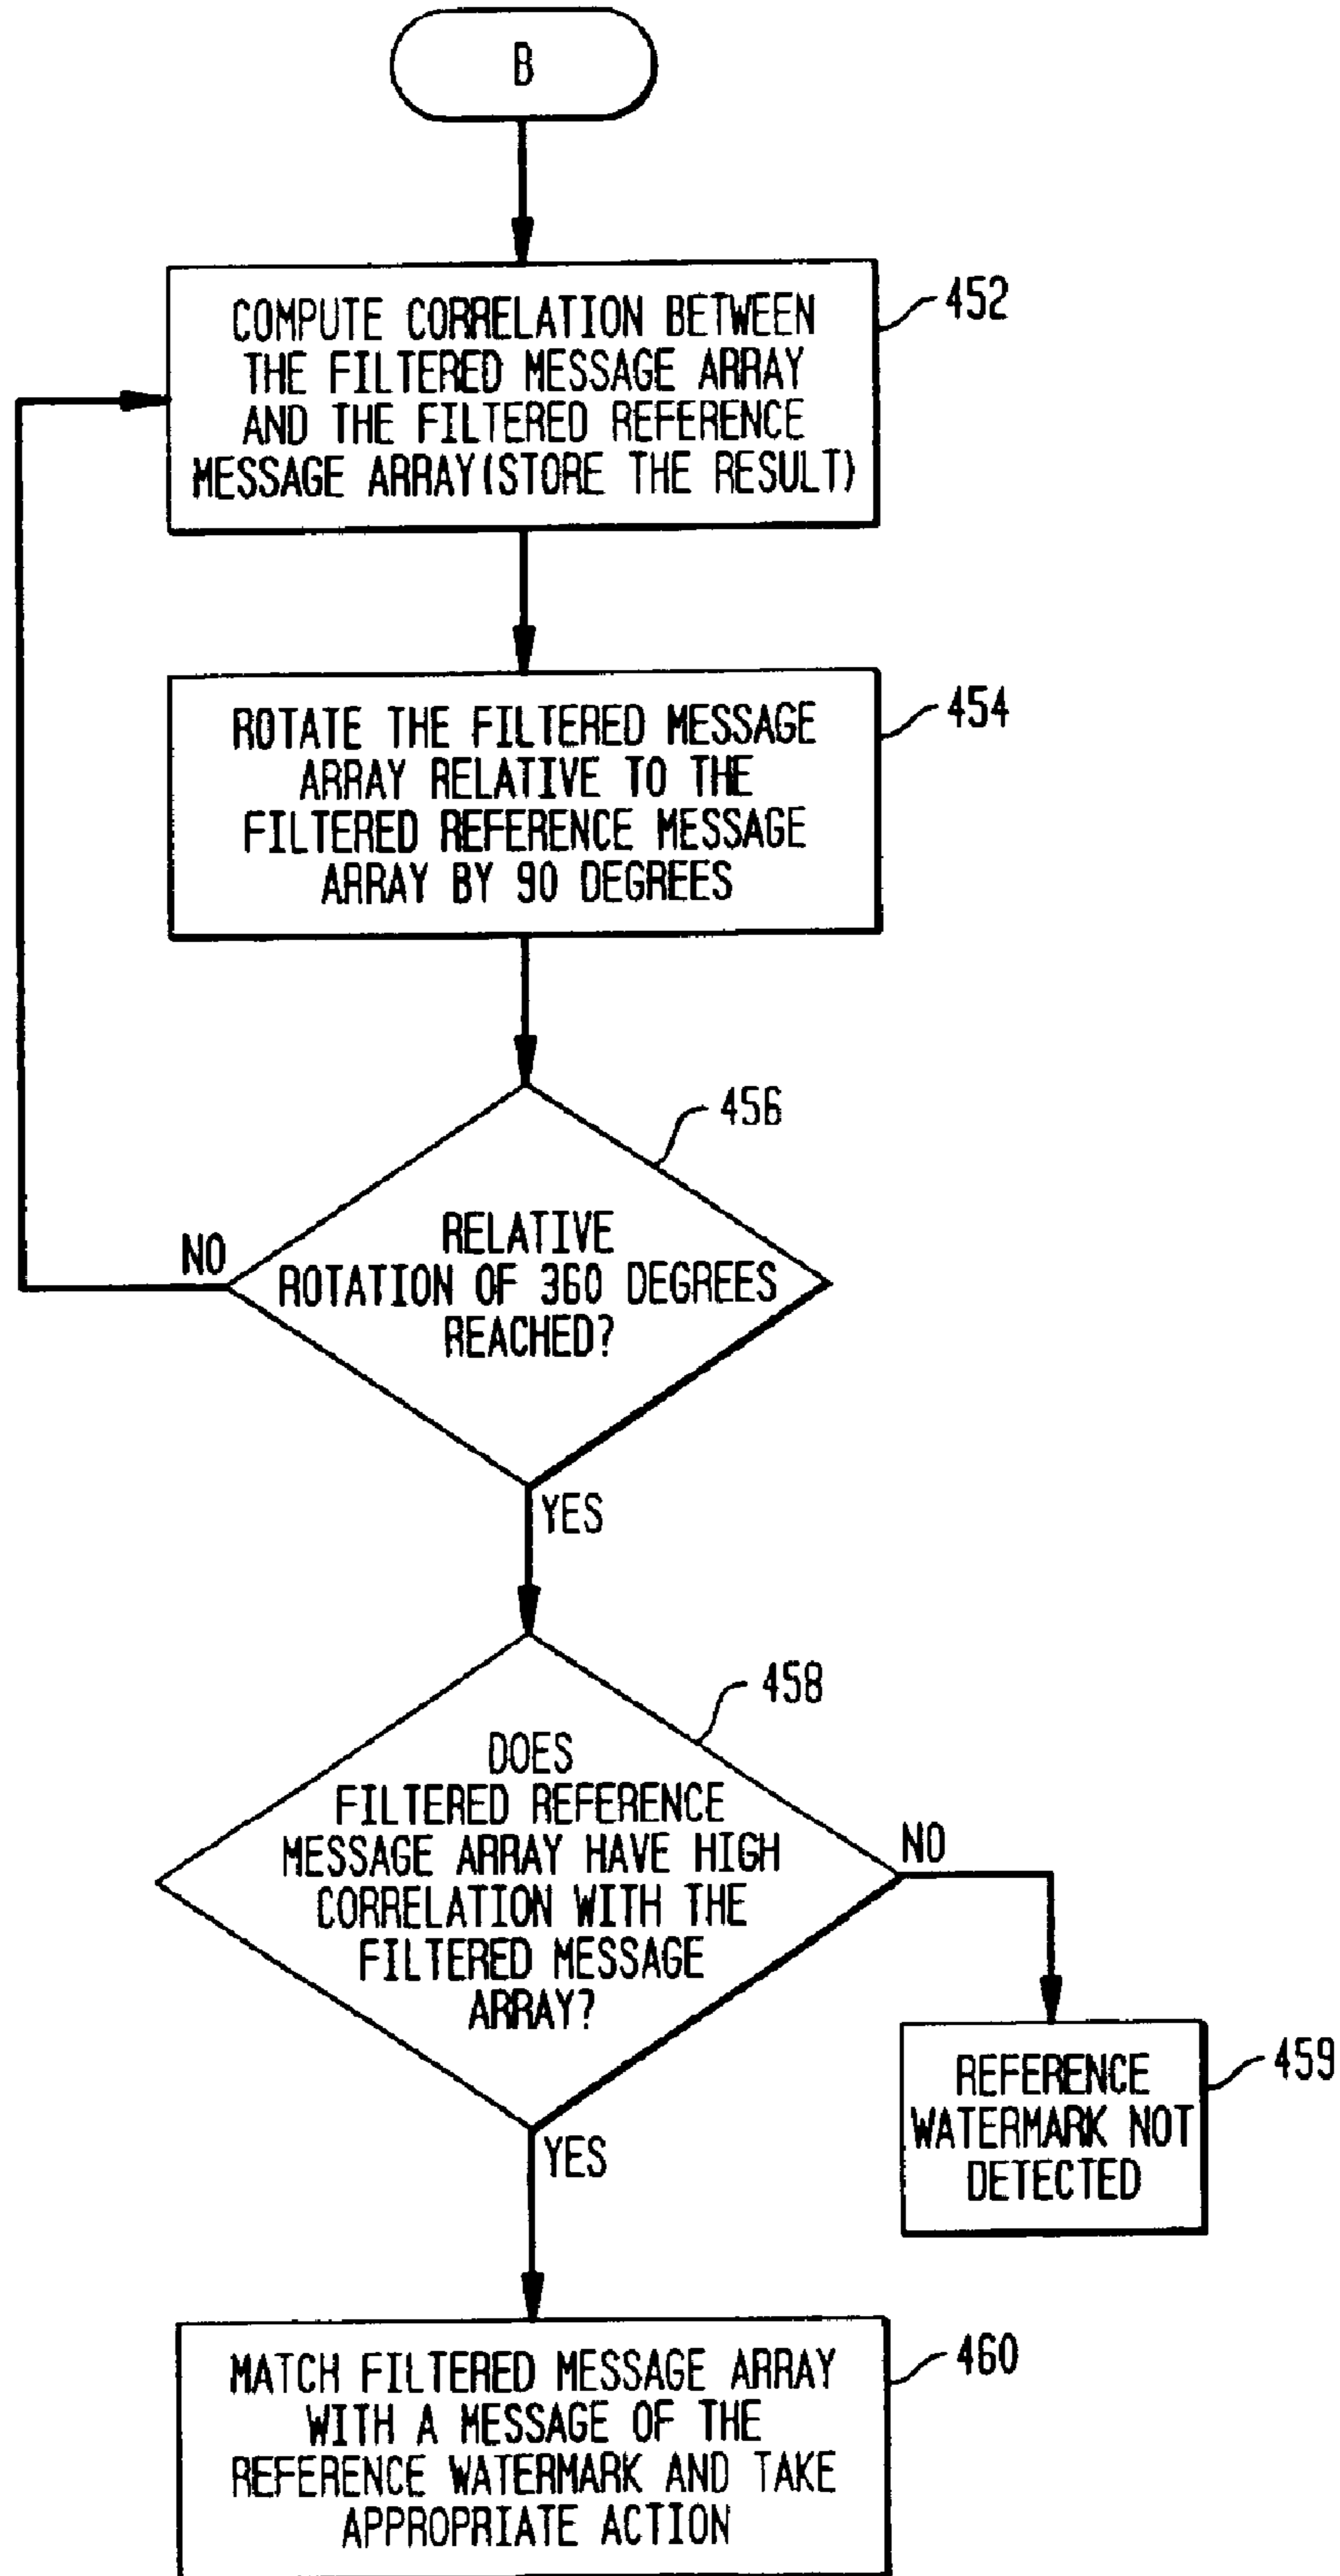 B
COMPUTE CORRELATION BETWEEN
THE FILTERED MESSAGE ARRAY
AND THE FILTERED REFERENCE
MESSAGE ARRAY(STORE THE RESULT)
452
ROTATE THE FILTERED MESSAGE
ARRAY RELATIVE TO THE
FILTERED REFERENCE MESSAGE
ARRAY BY 90 DEGREES
454
456
RELATIVE
ROTATION OF 360 DEGREES
REACHED?
NO
YES
458
DOES
FILTERED REFERENCE
MESSAGE ARRAY HAVE HIGH
CORRELATION WITH THE
FILTERED MESSAGE
ARRAY?
NO
YES
REFERENCE
WATERMARK NOT
DETECTED
459
MATCH FILTERED MESSAGE ARRAY
WITH A MESSAGE OF THE
REFERENCE WATERMARK AND TAKE
APPROPRIATE ACTION
460